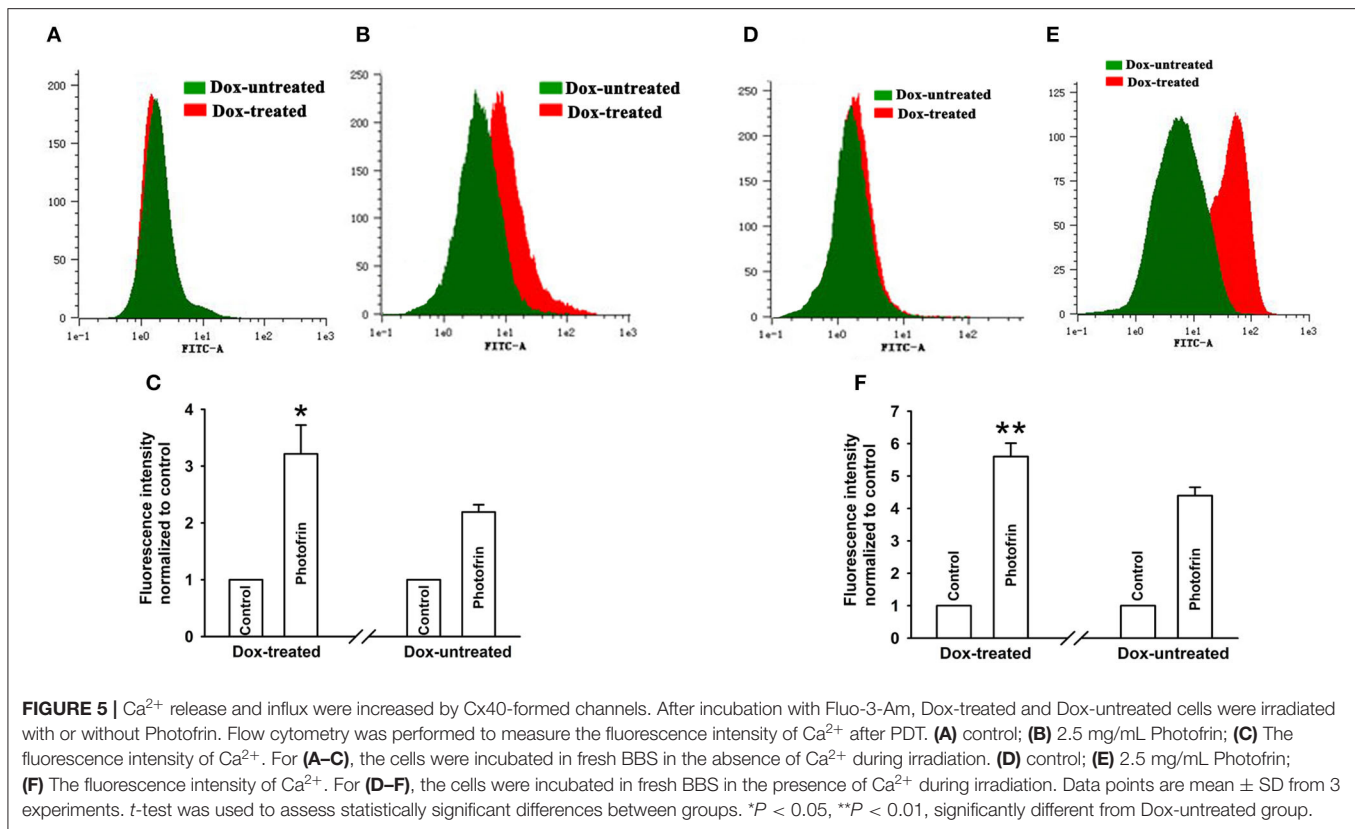 A
B
D
E
Dox-untreated
Dox-treated
200
150
100
50
0
1e-1 1e0 1e1 1e2 1e3
FITC-A
Dox-untreated
Dox-treated
250
200
150
100
50
0
1e-1 1e0 1e1 1e2 1e3
FITC-A
Dox-untreated
Dox-treated
250
200
150
100
50
0
1e-1 1e0 1e1 1e2
FITC-A
Dox-untreated
Dox-treated
125
100
75
50
25
0
1e-1 1e0 1e1 1e2 1e3
FITC-A
C
Fluorescence intensity
normalized to control
4
3
2
1
0
*
Control
Photofrin
Control
Photofrin
Dox-treated
Dox-untreated
F
Fluorescence intensity
normalized to control
7
6
5
4
3
2
1
0
**
Control
Photofrin
Control
Photofrin
Dox-treated
Dox-untreated
FIGURE 5 | Ca²⁺ release and influx were increased by Cx40-formed channels. After incubation with Fluo-3-Am, Dox-treated and Dox-untreated cells were irradiated
with or without Photofrin. Flow cytometry was performed to measure the fluorescence intensity of Ca²⁺ after PDT. (A) control; (B) 2.5 mg/mL Photofrin; (C) The
fluorescence intensity of Ca²⁺. For (A–C), the cells were incubated in fresh BBS in the absence of Ca²⁺ during irradiation. (D) control; (E) 2.5 mg/mL Photofrin;
(F) The fluorescence intensity of Ca²⁺. For (D–F), the cells were incubated in fresh BBS in the presence of Ca²⁺ during irradiation. Data points are mean ± SD from 3
experiments. t-test was used to assess statistically significant differences between groups. *P < 0.05, **P < 0.01, significantly different from Dox-untreated group.